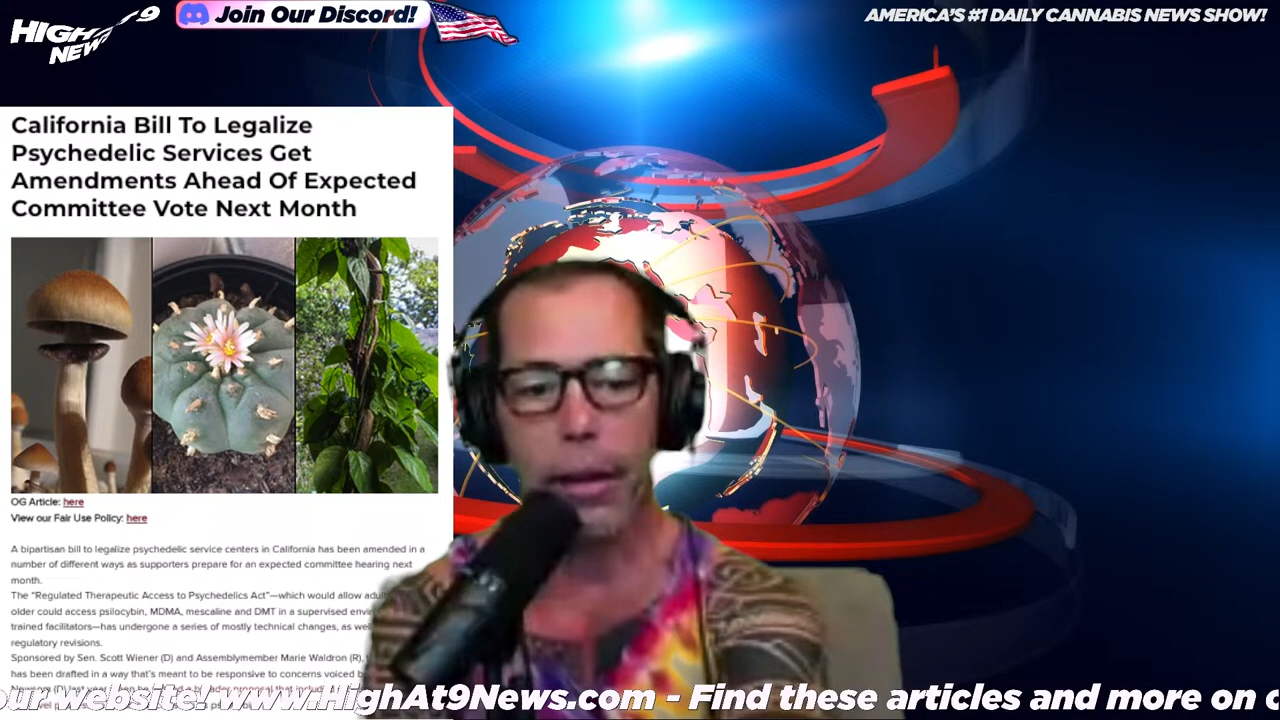 HIGH 9
NEWS
Join Our Discord!
AMERICA'S #1 DAILY CANNABIS NEWS SHOW!
California Bill To Legalize
Psychedelic Services Get
Amendments Ahead Of Expected
Committee Vote Next Month
OG Article: here
View our Fair Use Policy: here
A bipartisan bill to legalize psychedelic service centers in California has been amended in a
number of different ways as supporters prepare for an expected committee hearing next
month.
The "Regulated Therapeutic Access to Psychedelics Act"—which would allow
older could access psilocybin, MDMA, mescaline and DMT in a supervised
trained facilitators—has undergone a series of mostly technical changes, as well
regulatory revisions.
Sponsored by Sen. Scott Wiener (D) and Assemblymember Marie Waldron (R),
has been drafted in a way that's meant to be responsive to concerns voiced
our website! www.HighAt9News.com - Find these articles and more on